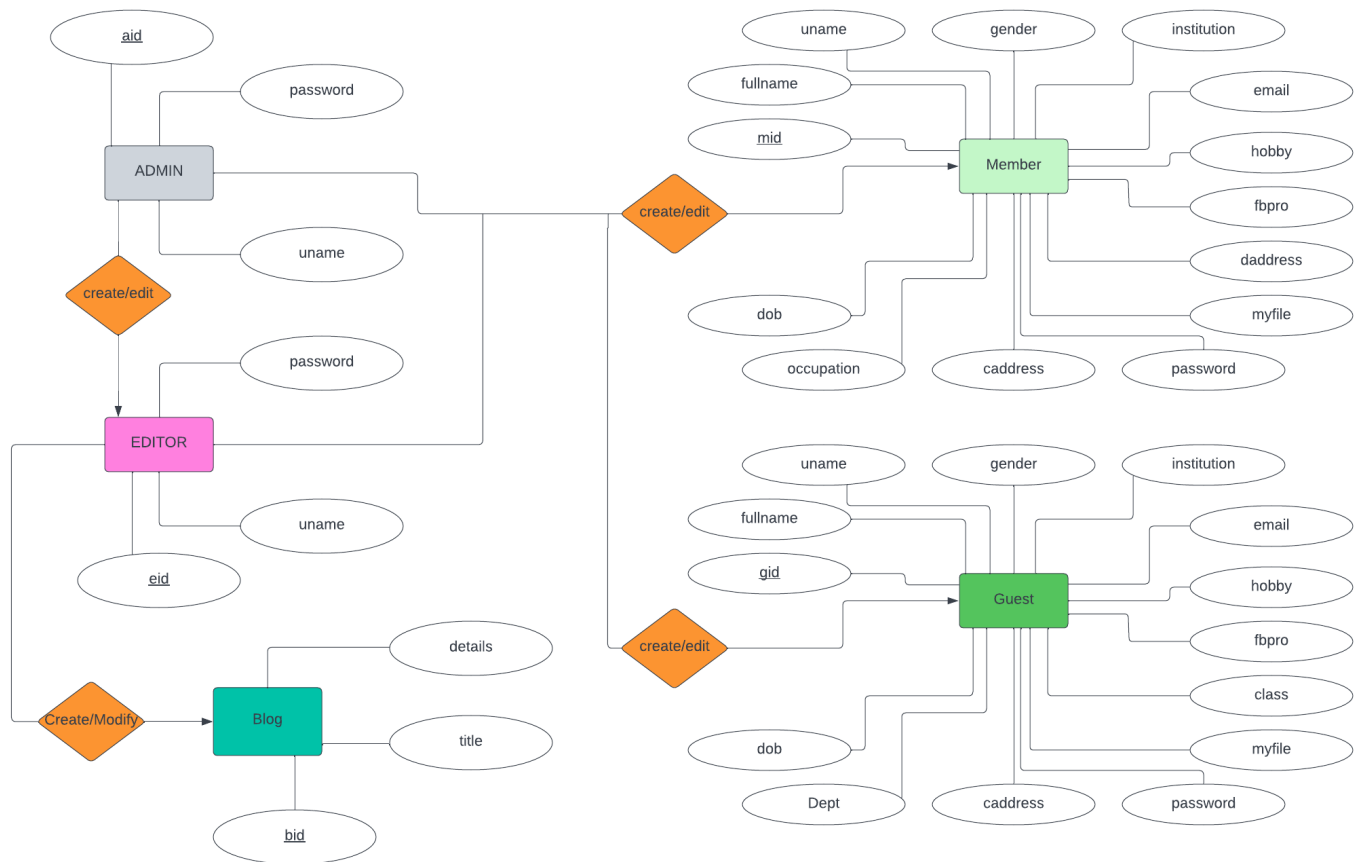 aid
password
ADMIN
uname
create/edit
password
EDITOR
uname
eid
details
Create/Modify
Blog
title
bid
uname
gender
institution
fullname
email
mid
Member
hobby
create/edit
fbpro
daddress
dob
myfile
occupation
caddress
password
uname
gender
institution
fullname
email
gid
Guest
hobby
create/edit
fbpro
class
dob
myfile
Dept
caddress
password